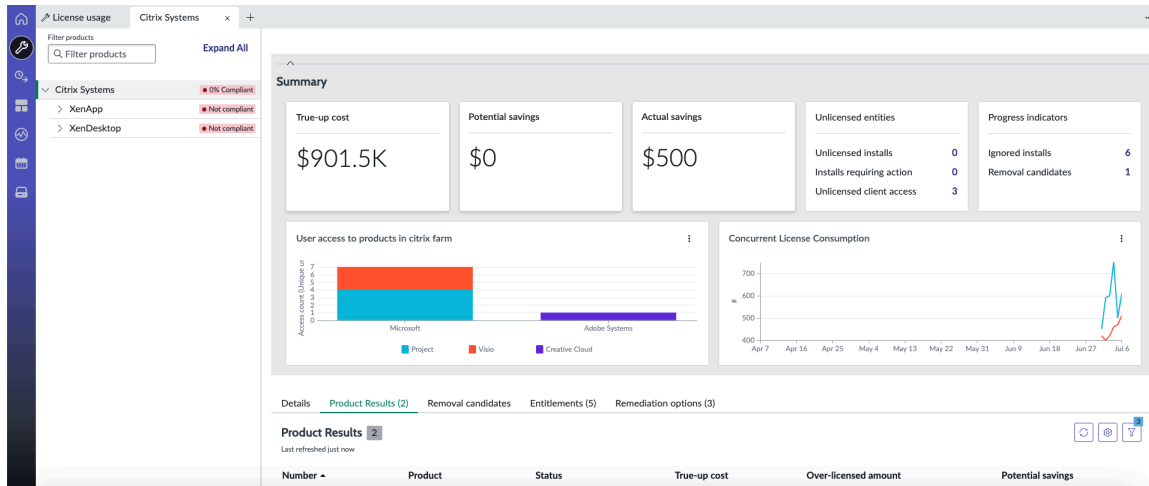 License usage
Citrix Systems × +
Filter products
Filter products
Expand All
Citrix Systems
0% Compliant
XenApp
Not compliant
XenDesktop
Not compliant
Summary
True-up cost
$901.5K
Potential savings
$0
Actual savings
$500
Unlicensed entities
Unlicensed installs 0
Installs requiring action 0
Unlicensed client access 3
Progress indicators
Ignored installs 6
Removal candidates 1
User access to products in citrix farm
Access count (Unique us
7
6
5
4
3
2
1
0
Microsoft Adobe Systems
Project Visio Creative Cloud
Concurrent License Consumption
700
600
500
400
Apr 7 Apr 16 Apr 25 May 4 May 13 May 22 May 31 Jun 9 Jun 18 Jun 27 Jul 6
Details Product Results (2) Removal candidates Entitlements (5) Remediation options (3)
Product Results 2
3
Last refreshed just now
Number Product Status True-up cost Over-licensed amount Potential savings